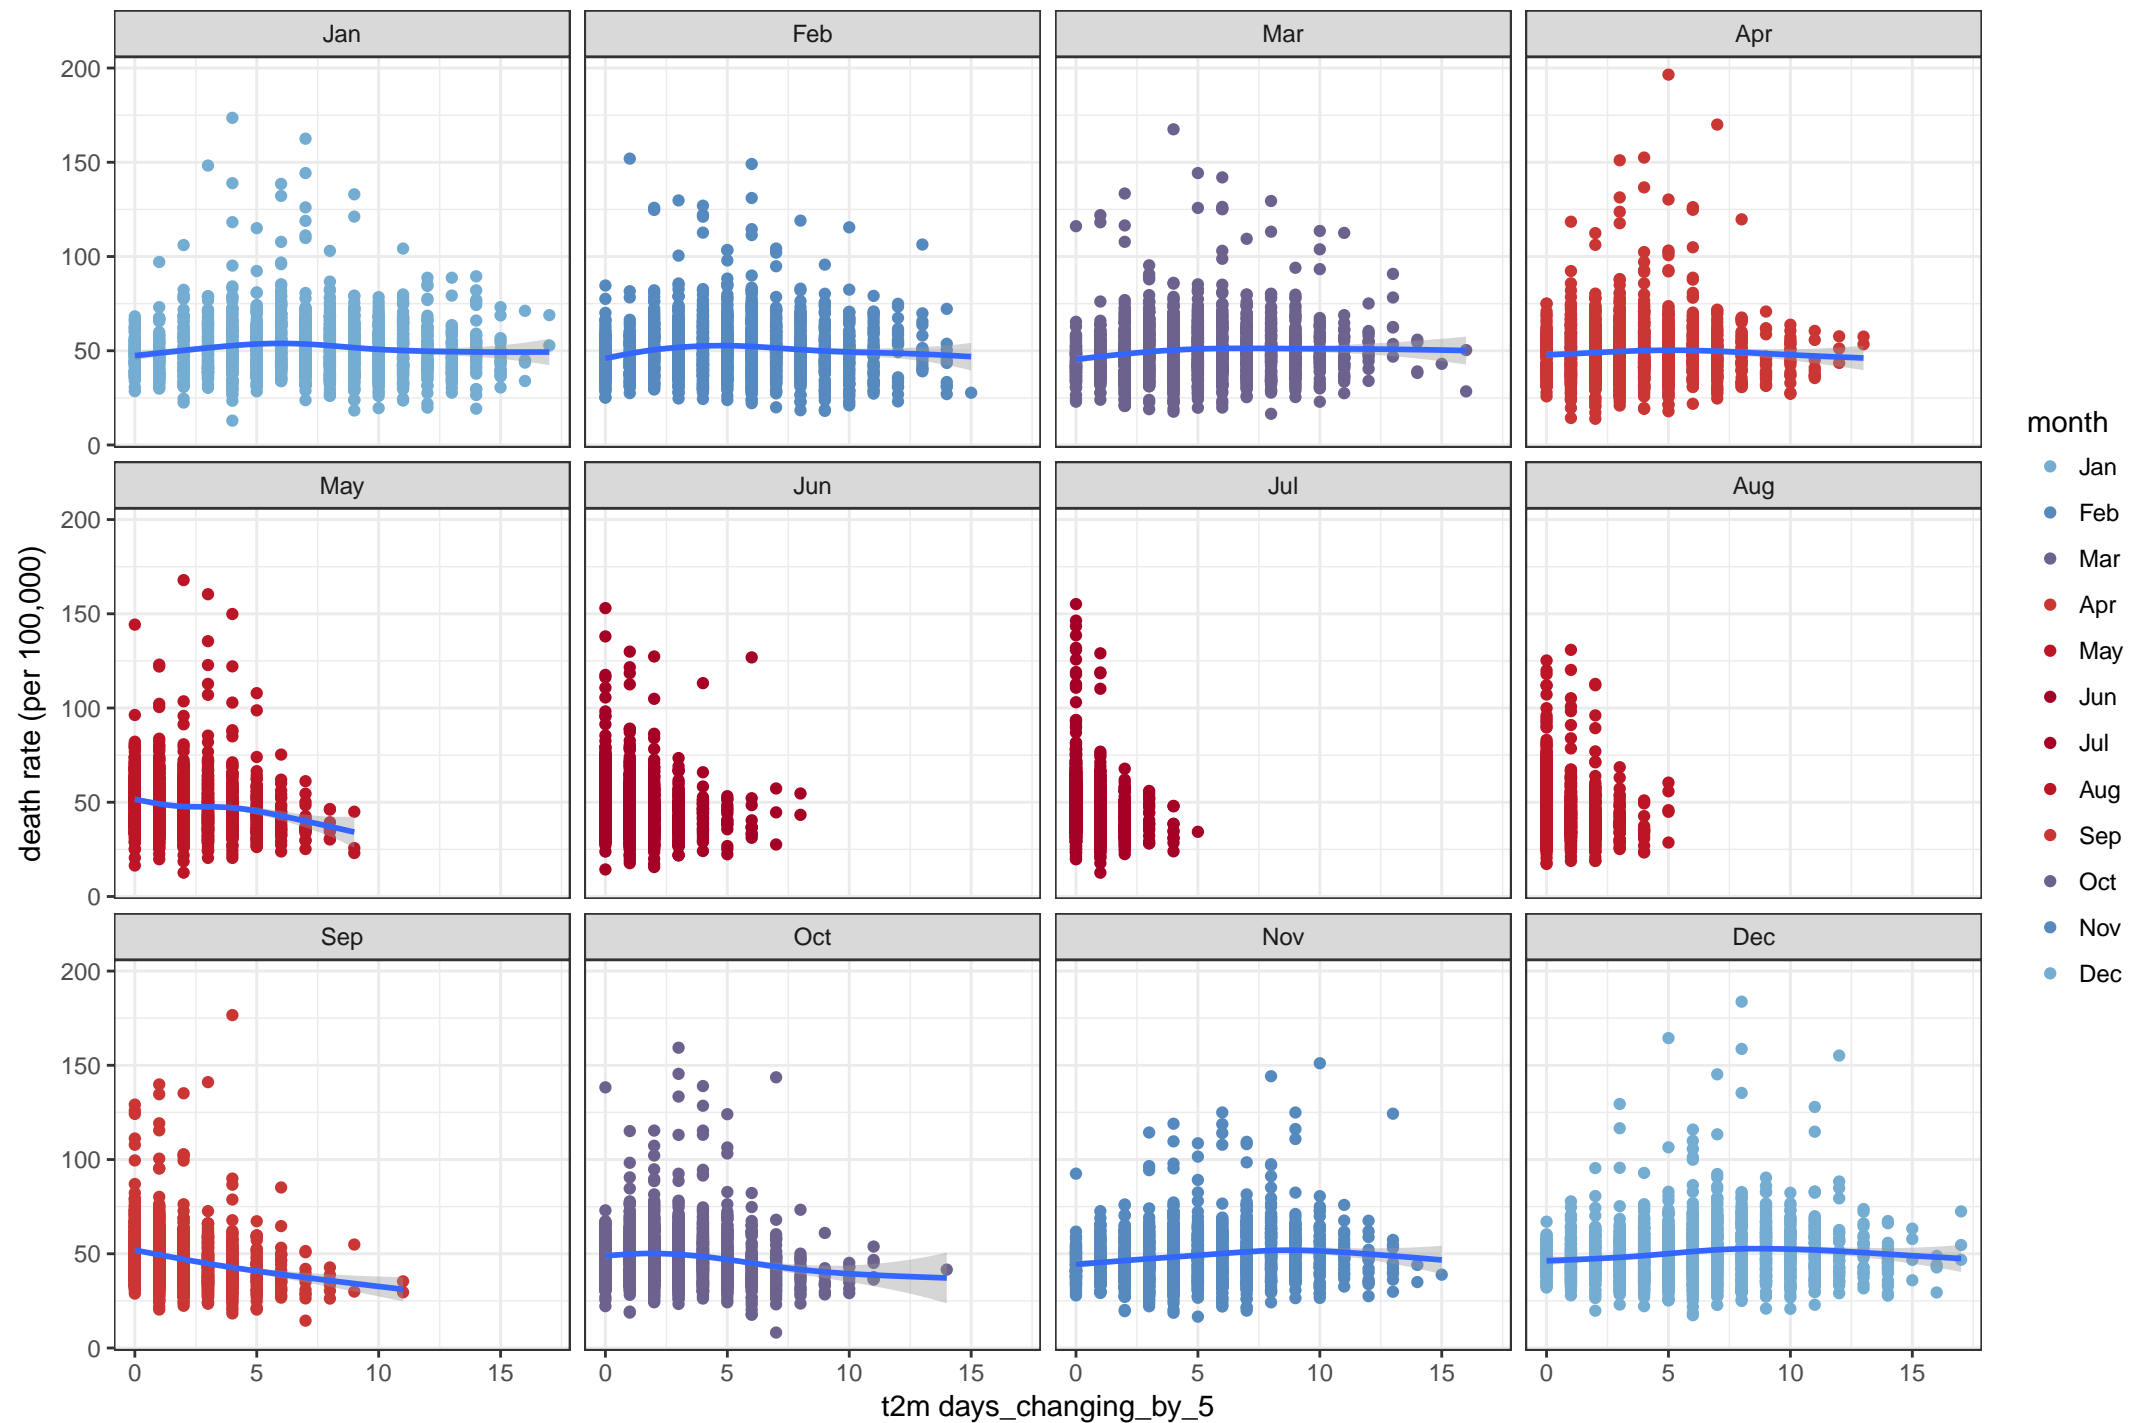 Jan Feb Mar Apr
200
150
100
50
0
May Jun Jul Aug
200
150
100
50
0
Sep Oct Nov Dec
200
150
100
50
0
0 5 10 15 0 5 10 15 0 5 10 15 0 5 10 15
t2m days_changing_by_5
death rate (per 100,000)
month
Jan
Feb
Mar
Apr
May
Jun
Jul
Aug
Sep
Oct
Nov
Dec